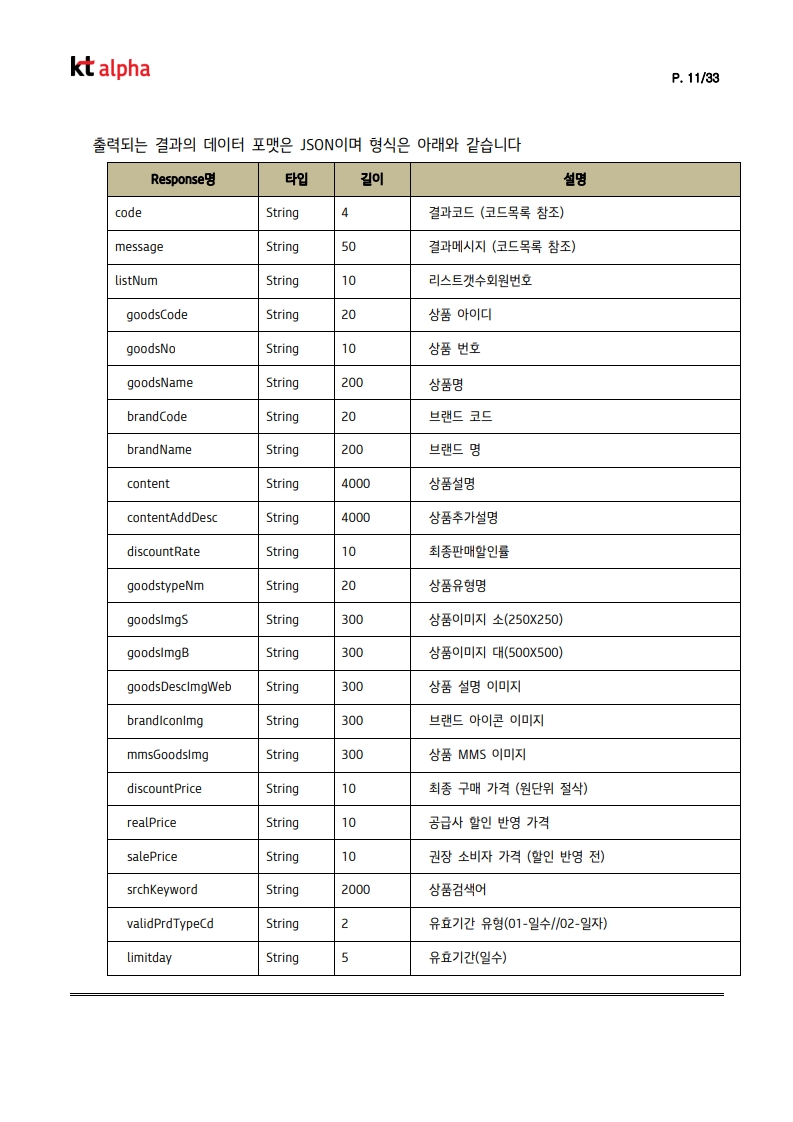 kt alpha
P. 11/33
출력되는 결과의 데이터 포맷은 JSON이며 형식은 아래와 같습니다
Response명 타입 길이 설명
code String 4 결과코드 (코드목록 참조)
message String 50 결과메시지 (코드목록 참조)
listNum String 10 리스트갯수회원번호
goodsCode String 20 상품 아이디
goodsNo String 10 상품 번호
goodsName String 200 상품명
brandCode String 20 브랜드 코드
brandName String 200 브랜드 명
content String 4000 상품설명
contentAddDesc String 4000 상품추가설명
discountRate String 10 최종판매할인률
goodstypeNm String 20 상품유형명
goodsImgS String 300 상품이미지 소(250X250)
goodsImgB String 300 상품이미지 대(500X500)
goodsDescImgWeb String 300 상품 설명 이미지
brandIconImg String 300 브랜드 아이콘 이미지
mmsGoodsImg String 300 상품 MMS 이미지
discountPrice String 10 최종 구매 가격 (원단위 절삭)
realPrice String 10 공급사 할인 반영 가격
salePrice String 10 권장 소비자 가격 (할인 반영 전)
srchKeyword String 2000 상품검색어
validPrdTypeCd String 2 유효기간 유형(01-일수//02-일자)
limitday String 5 유효기간(일수)